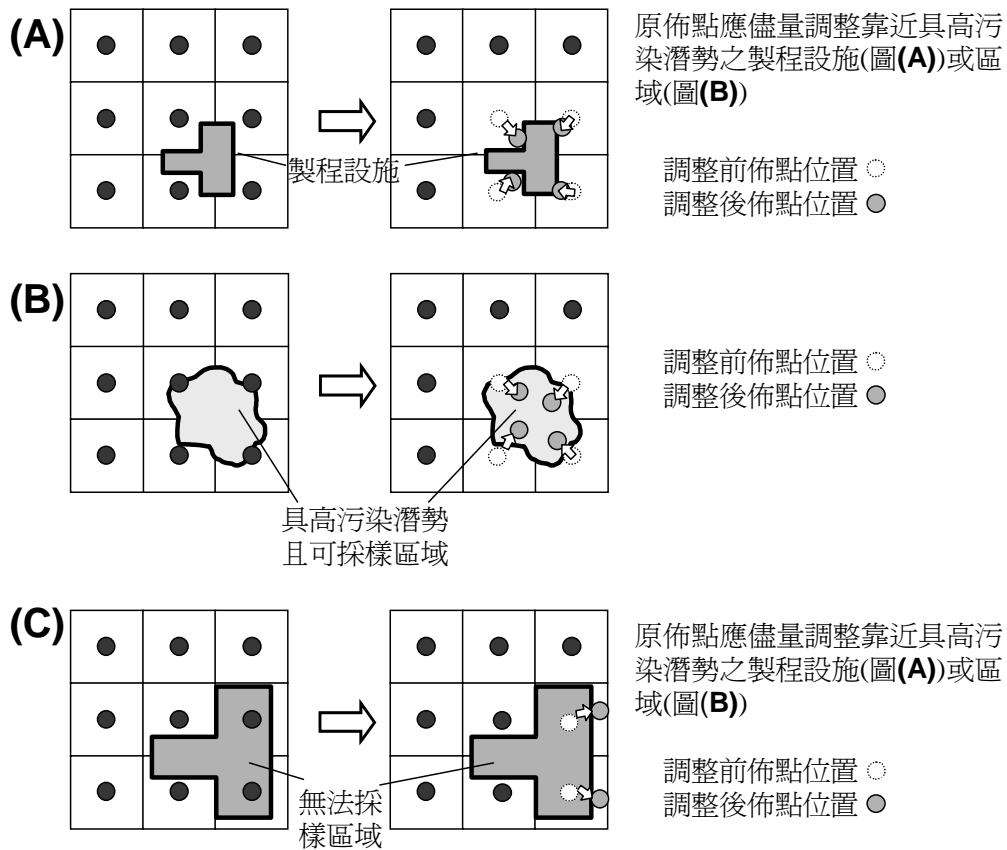 (A)
原佈點應儘量調整靠近具高污
染潛勢之製程設施(圖(A))或區
域(圖(B))
製程設施
調整前佈點位置
調整後佈點位置
(B)
調整前佈點位置
調整後佈點位置
具高污染潛勢
且可採樣區域
(C)
原佈點應儘量調整靠近具高污
染潛勢之製程設施(圖(A))或區
域(圖(B))
調整前佈點位置
調整後佈點位置
無法採
樣區域